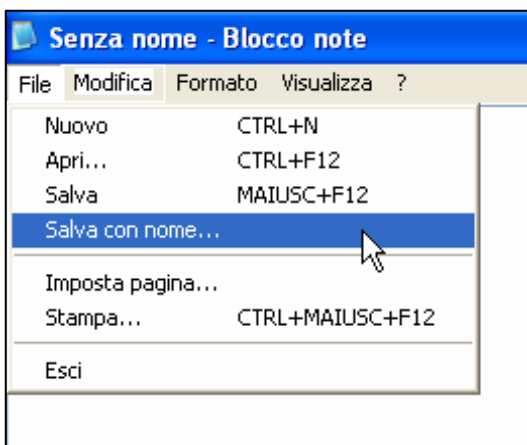 Senza nome - Blocco note
File Modifica Formato Visualizza ?
Nuovo CTRL+N
Apri... CTRL+F12
Salva MAIUSC+F12
Salva con nome...
Imposta pagina...
Stampa... CTRL+MAIUSC+F12
Esci